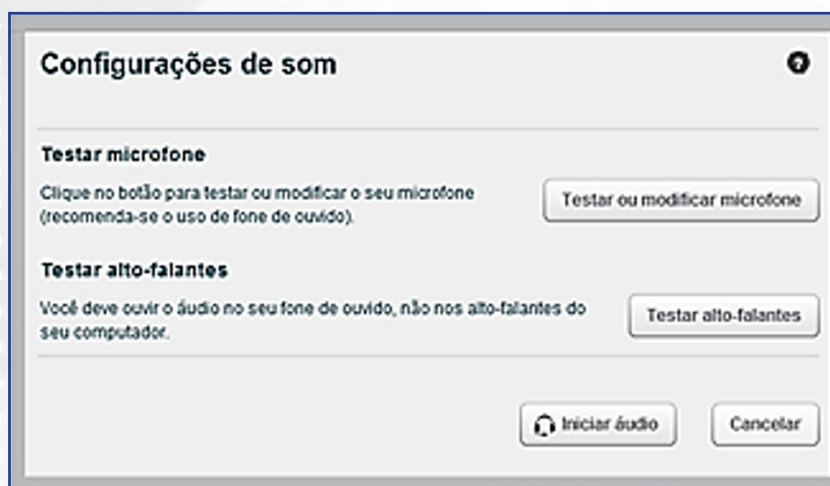 Configurações de som
Testar microfone
Clique no botão para testar ou modificar o seu microfone
(recomenda-se o uso de fone de ouvido).
Testar ou modificar microfone
Testar alto-falantes
Você deve ouvir o áudio no seu fone de ouvido, não nos alto-falantes do
seu computador.
Testar alto-falantes
Iniciar áudio
Cancelar